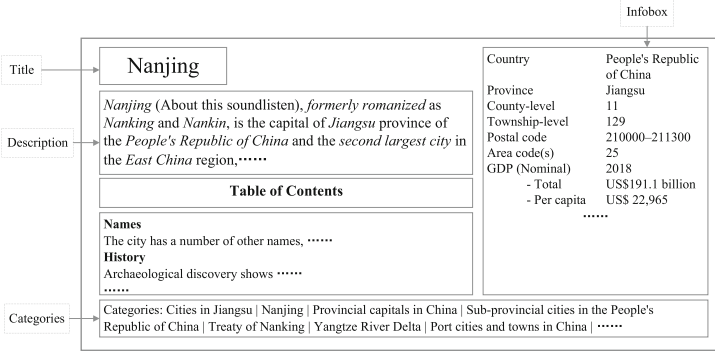 Infobox
Title
Nanjing
Description
Nanjing (About this soundlisten), formerly romanized as
Nanking and Nankin, is the capital of Jiangsu province of
the People's Republic of China and the second largest city in
the East China region,······
Table of Contents
Names
The city has a number of other names, ······
History
Archaeological discovery shows ······
······
Country People's Republic
of China
Province Jiangsu
County-level 11
Township-level 129
Postal code 210000–211300
Area code(s) 25
GDP (Nominal) 2018
- Total US$191.1 billion
- Per capita US$ 22,965
······
Categories
Categories: Cities in Jiangsu | Nanjing | Provincial capitals in China | Sub-provincial cities in the People's
Republic of China | Treaty of Nanking | Yangtze River Delta | Port cities and towns in China | ······